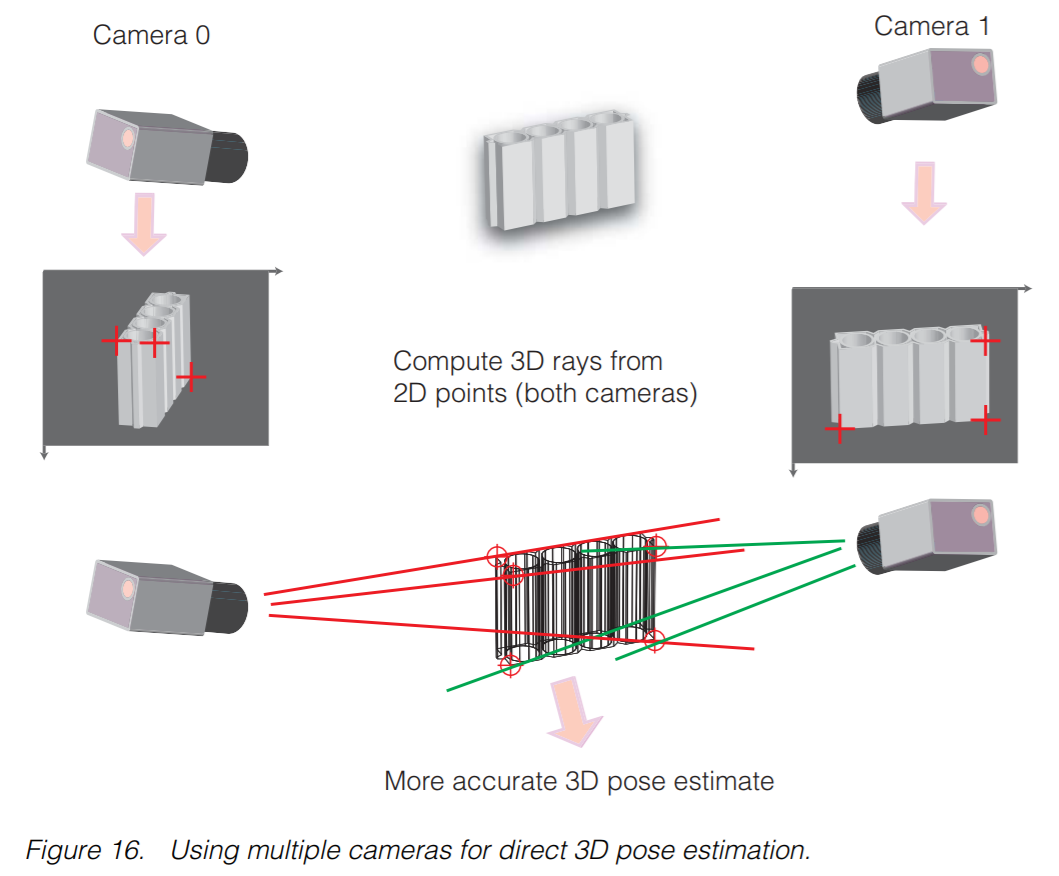 Camera 0
Camera 1
Compute 3D rays from
2D points (both cameras)
More accurate 3D pose estimate
Figure 16. Using multiple cameras for direct 3D pose estimation.